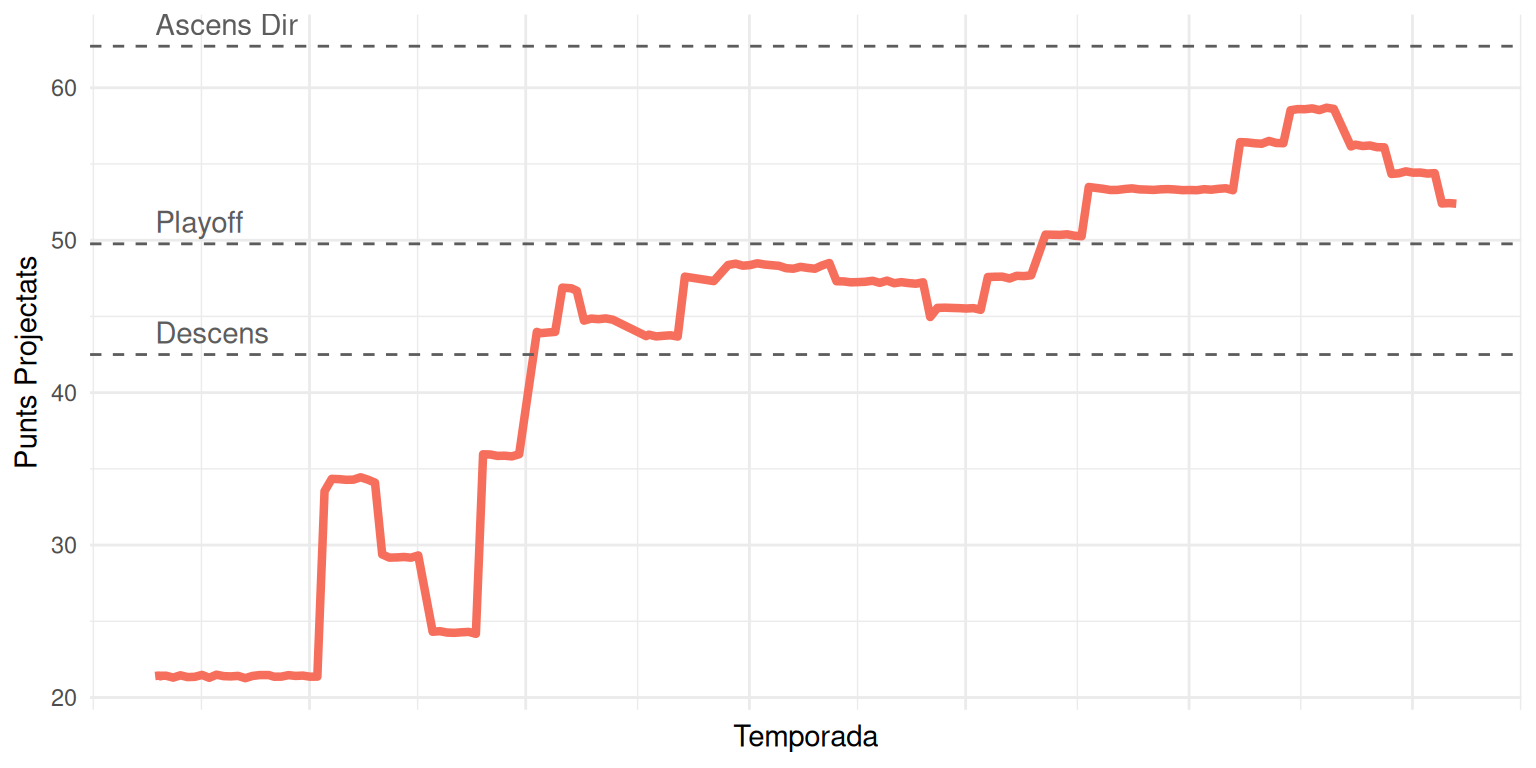 Ascens Dir
60
Playoff
50
Descens
40
30
20
Punts Projectats
Temporada